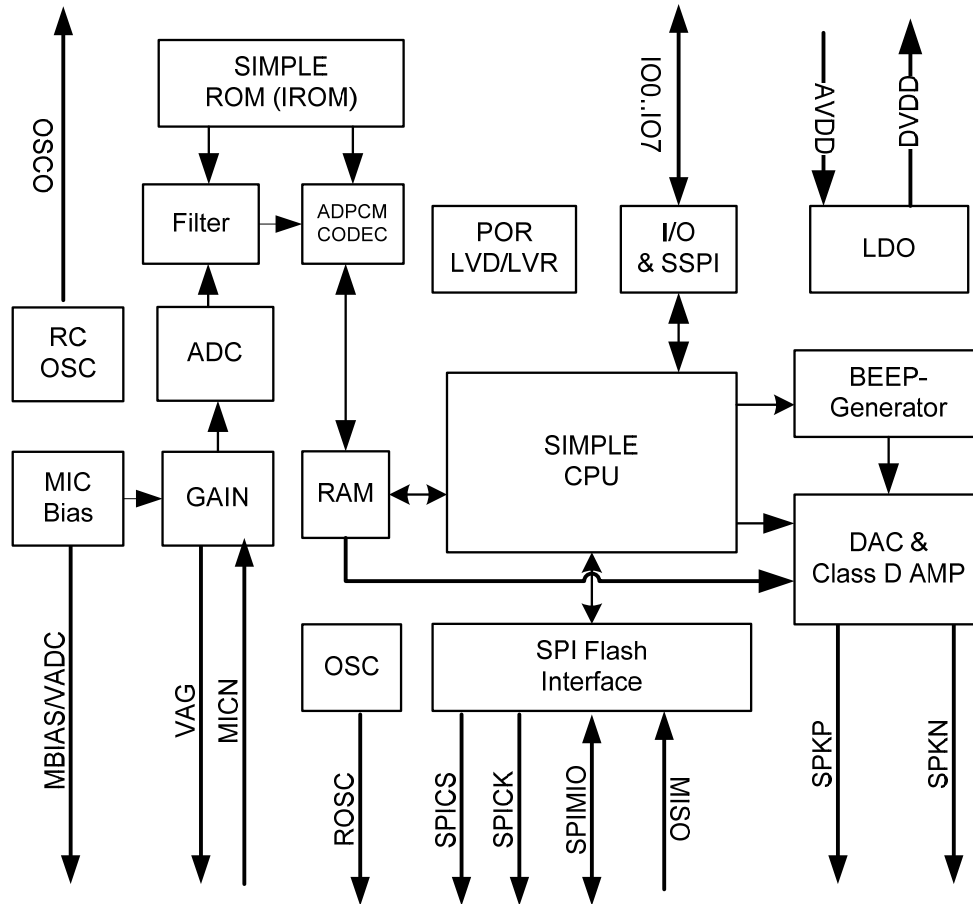 SIMPLE
ROM (IROM)
OSCO
IO0..IO7
AVDD
DVDD
Filter
ADPCM
CODEC
POR
LVD/LVR
I/O
& SSPI
LDO
RC
OSC
ADC
BEEP-
Generator
SIMPLE
CPU
MIC
Bias
GAIN
RAM
DAC &
Class D AMP
OSC
SPI Flash
Interface
MBIAS/VADC
VAG
MICN
ROSC
SPICS
SPICK
SPIMIO
MISO
SPKP
SPKN